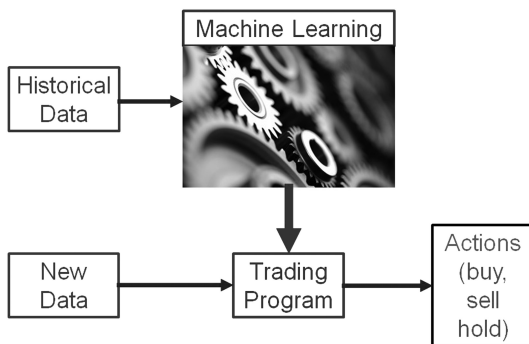 Machine Learning
Historical
Data
New
Data
Trading
Program
Actions
(buy,
sell
hold)